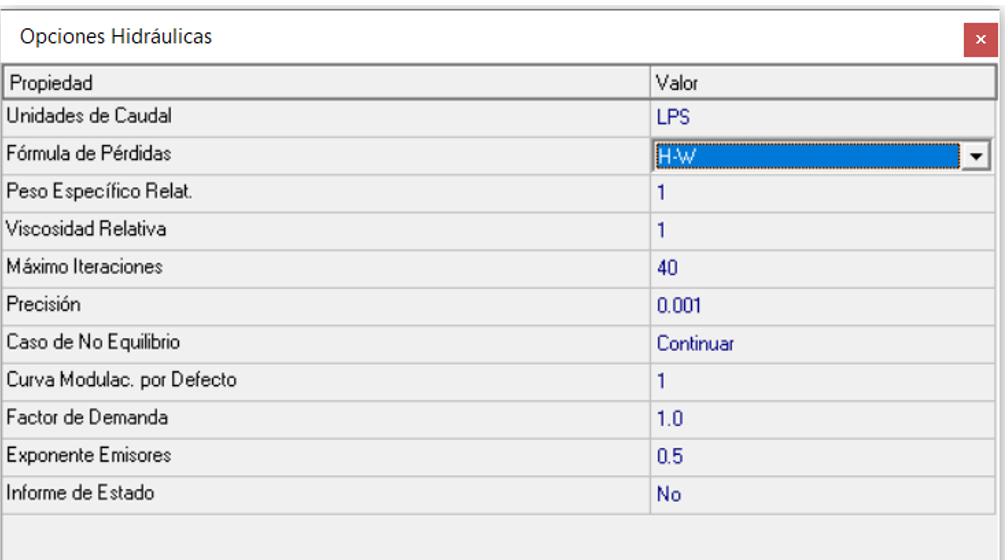 Opciones Hidráulicas
x
Propiedad Valor
Unidades de Caudal LPS
Fórmula de Pérdidas H-W
Peso Específico Relat. 1
Viscosidad Relativa 1
Máximo Iteraciones 40
Precisión 0.001
Caso de No Equilibrio Continuar
Curva Modulac. por Defecto 1
Factor de Demanda 1.0
Exponente Emisores 0.5
Informe de Estado No